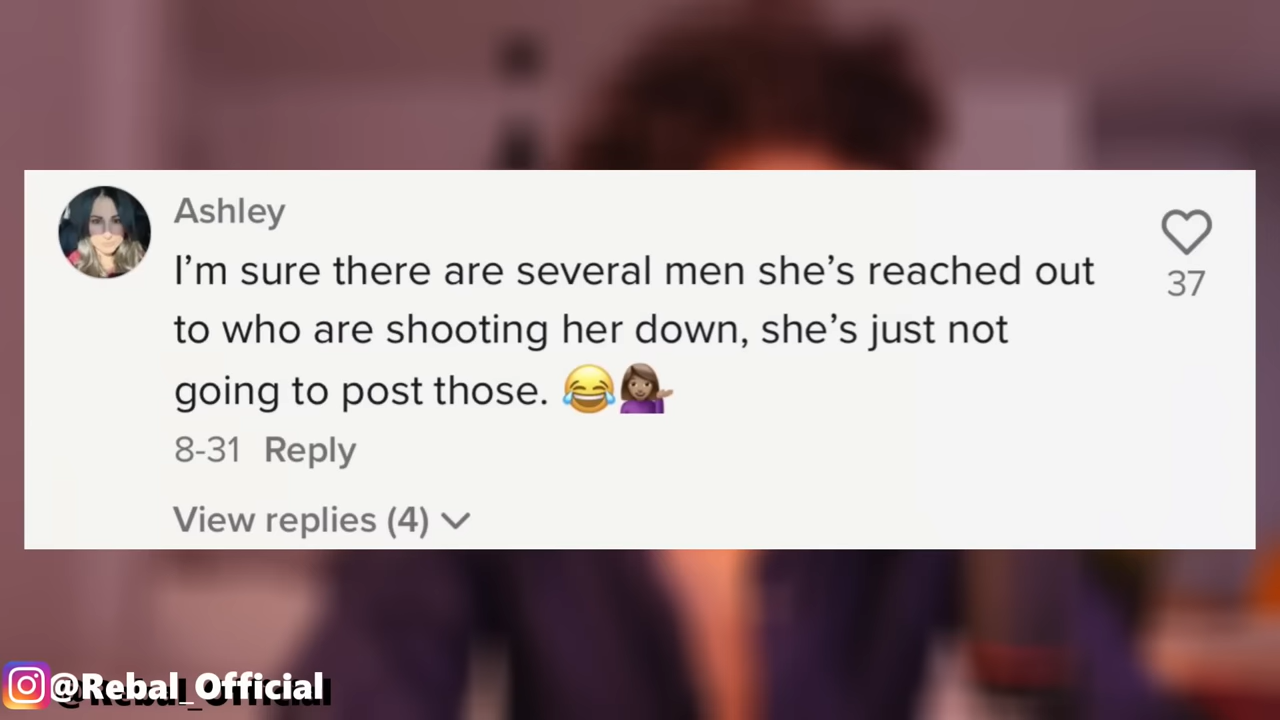 Ashley
I’m sure there are several men she’s reached out
to who are shooting her down, she’s just not
going to post those. 😂💁🏽‍♀️
37
8-31 Reply
View replies (4)
@Rebal_Official